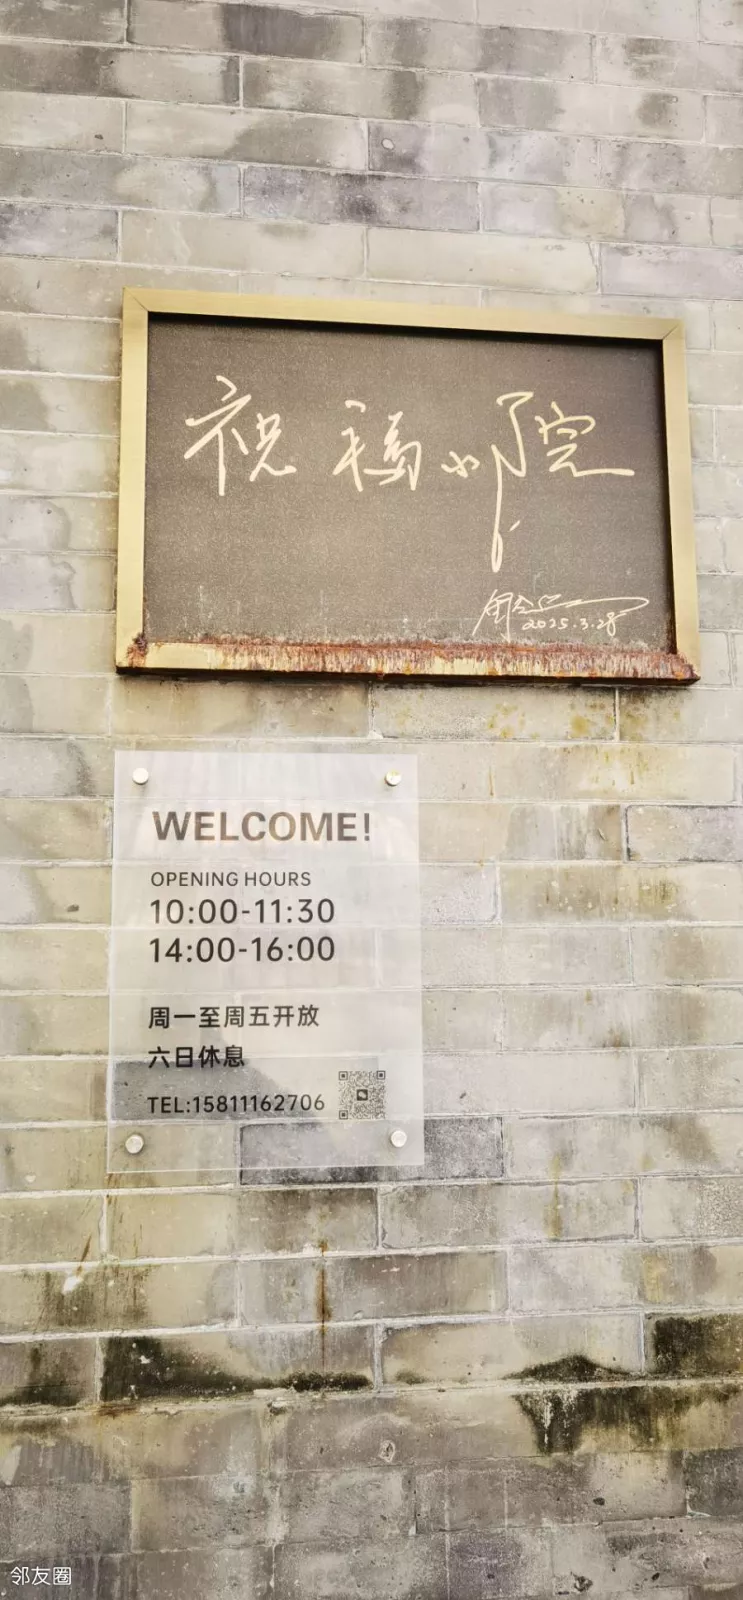 祝福小院
2025.3.28
WELCOME!
OPENING HOURS
10:00-11:30
14:00-16:00
周一至周五开放
六日休息
TEL:15811162706
邻友圈